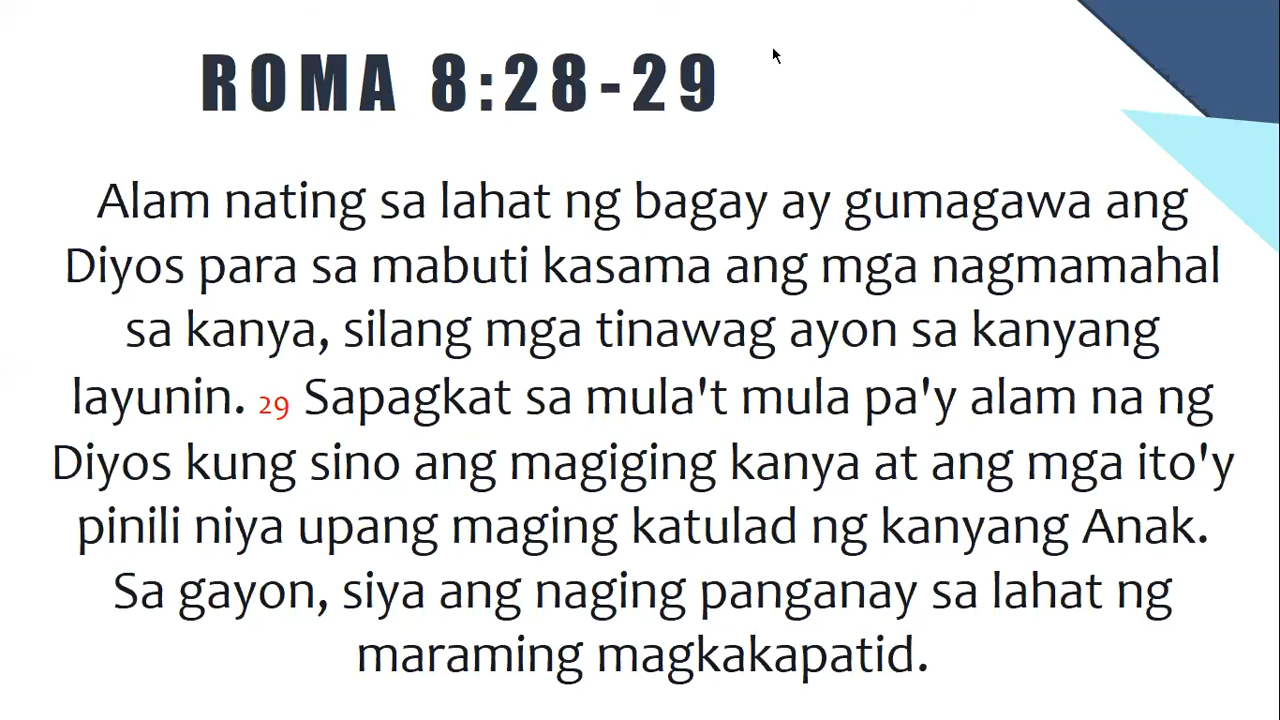 ROMA 8:28-29
Alam nating sa lahat ng bagay ay gumagawa ang
Diyos para sa mabuti kasama ang mga nagmamahal
sa kanya, silang mga tinawag ayon sa kanyang
layunin. 29 Sapagkat sa mula't mula pa'y alam na ng
Diyos kung sino ang magiging kanya at ang mga ito'y
pinili niya upang maging katulad ng kanyang Anak.
Sa gayon, siya ang naging panganay sa lahat ng
maraming magkakapatid.